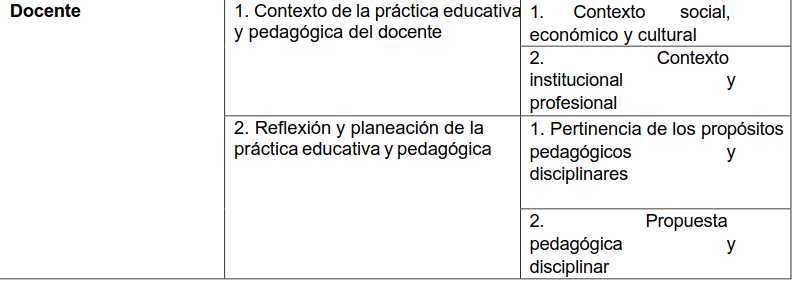 Docente
1. Contexto de la práctica educativa
y pedagógica del docente
1. Contexto social,
económico y cultural
2. Contexto
institucional y
profesional
2. Reflexión y planeación de la
práctica educativa y pedagógica
1. Pertinencia de los propósitos
pedagógicos y
disciplinares
2. Propuesta
pedagógica y
disciplinar